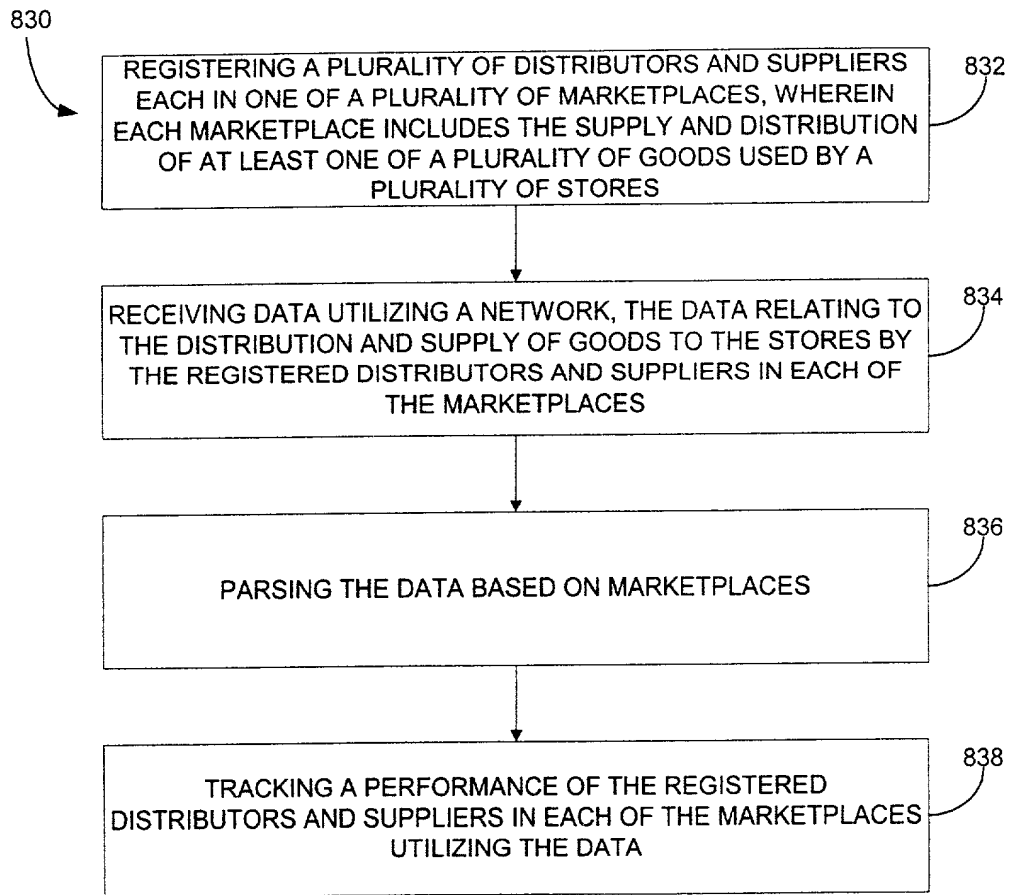 830
REGISTERING A PLURALITY OF DISTRIBUTORS AND SUPPLIERS
EACH IN ONE OF A PLURALITY OF MARKETPLACES, WHEREIN
EACH MARKETPLACE INCLUDES THE SUPPLY AND DISTRIBUTION
OF AT LEAST ONE OF A PLURALITY OF GOODS USED BY A
PLURALITY OF STORES
832
RECEIVING DATA UTILIZING A NETWORK, THE DATA RELATING TO
THE DISTRIBUTION AND SUPPLY OF GOODS TO THE STORES BY
THE REGISTERED DISTRIBUTORS AND SUPPLIERS IN EACH OF
THE MARKETPLACES
834
PARSING THE DATA BASED ON MARKETPLACES
836
TRACKING A PERFORMANCE OF THE REGISTERED
DISTRIBUTORS AND SUPPLIERS IN EACH OF THE MARKETPLACES
UTILIZING THE DATA
838